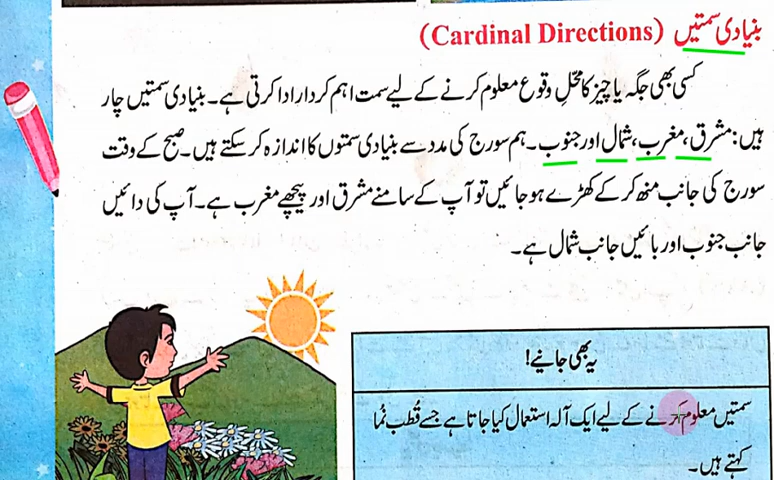 بنیادی سمتیں (Cardinal Directions)
کسی بھی جگہ یا چیز کا محلِ وقوع معلوم کرنے کے لیے سمت اہم کردار ادا کرتی ہے۔ بنیادی سمتیں چار
ہیں: مشرق، مغرب، شمال اور جنوب۔ ہم سورج کی مدد سے بنیادی سمتوں کا اندازہ کر سکتے ہیں۔ صبح کے وقت
سورج کی جانب منھ کر کے کھڑے ہو جائیں تو آپ کے سامنے مشرق اور پیچھے مغرب ہے۔ آپ کی دائیں
جانب جنوب اور بائیں جانب شمال ہے۔
یہ بھی جانیے!
سمتیں معلوم کرنے کے لیے ایک آلہ استعمال کیا جاتا ہے جسے قُطب نُما
کہتے ہیں۔